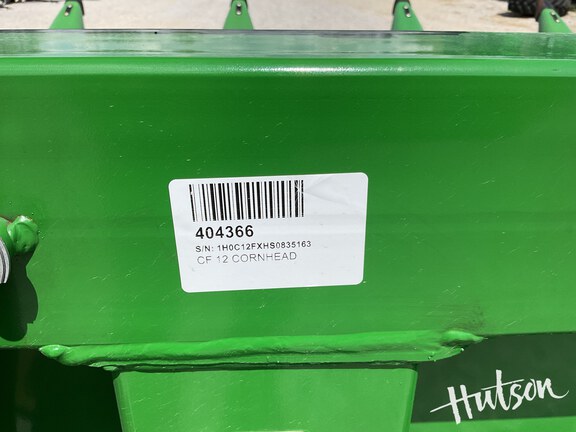 404366
S/N: 1H0C12FXHS0835163
CF 12 CORNHEAD
Hutson